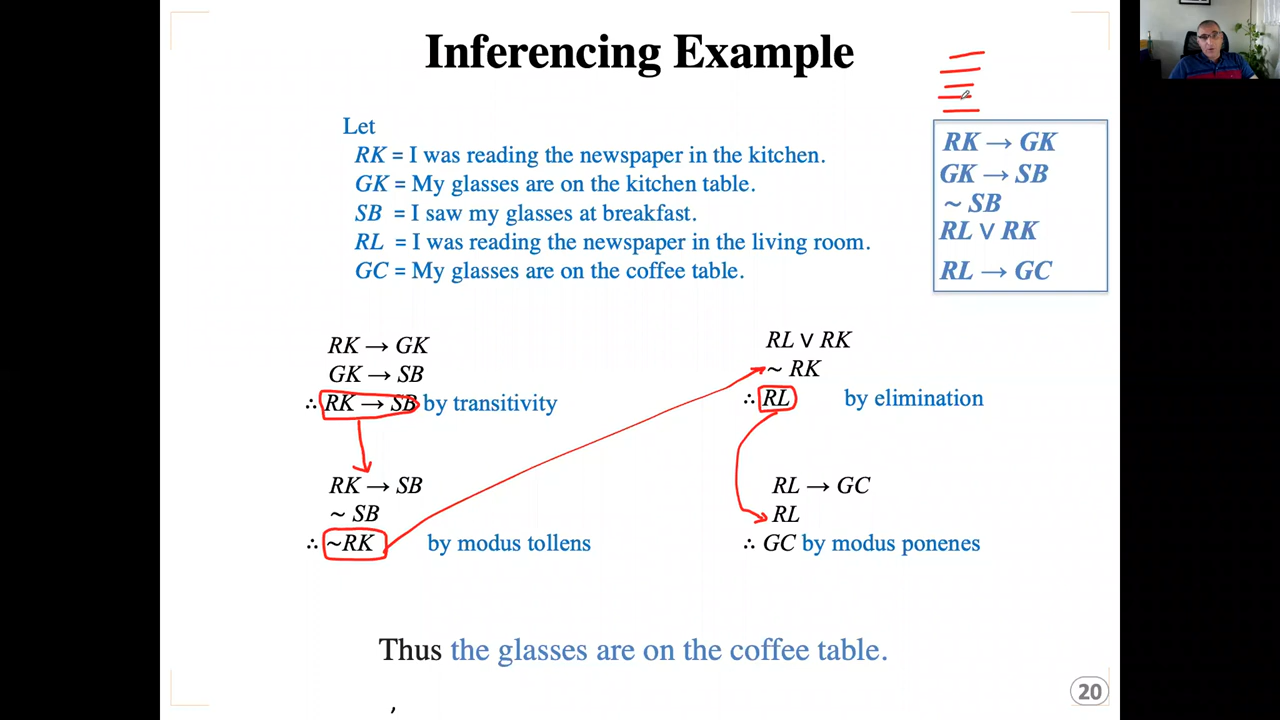 Inferencing Example
Let
RK = I was reading the newspaper in the kitchen.
GK = My glasses are on the kitchen table.
SB = I saw my glasses at breakfast.
RL = I was reading the newspaper in the living room.
GC = My glasses are on the coffee table.
RK → GK
GK → SB
~ SB
RL ∨ RK
RL → GC
RK → GK
GK → SB
∴ RK → SB by transitivity
RK → SB
~ SB
∴ ~RK by modus tollens
RL ∨ RK
~ RK
∴ RL by elimination
RL → GC
RL
∴ GC by modus ponenes
Thus the glasses are on the coffee table.
20